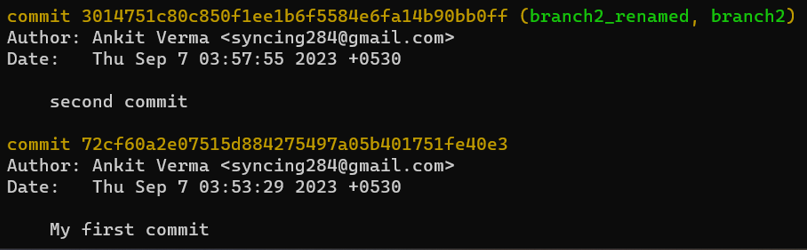 commit 3014751c80c850f1ee1b6f5584e6fa14b90bb0ff (branch2_renamed, branch2)
Author: Ankit Verma <syncing284@gmail.com>
Date:   Thu Sep 7 03:57:55 2023 +0530
    second commit
commit 72cf60a2e07515d884275497a05b401751fe40e3
Author: Ankit Verma <syncing284@gmail.com>
Date:   Thu Sep 7 03:53:29 2023 +0530
    My first commit